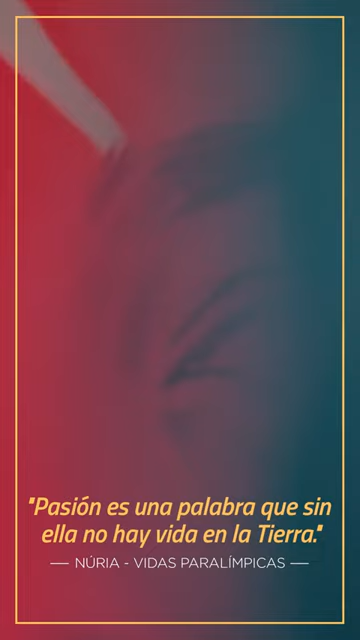 "Pasión es una palabra que sin
ella no hay vida en la Tierra."
— NÚRIA - VIDAS PARALÍMPICAS —